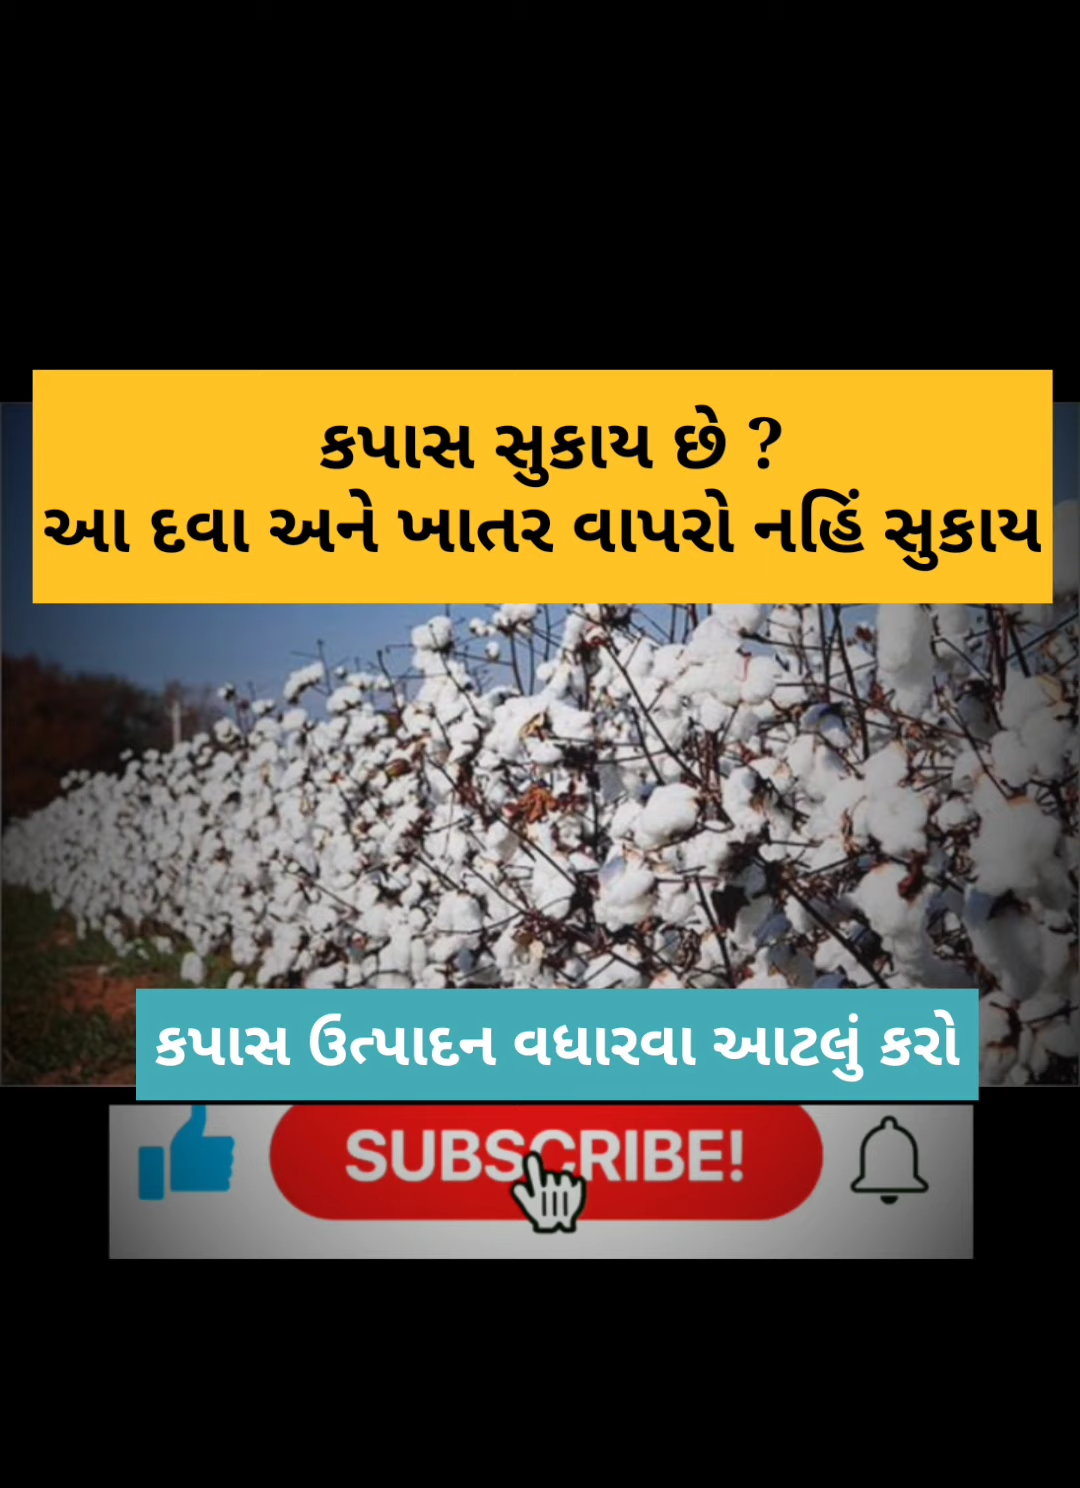 કપાસ સુકાય છે ?
આ દવા અને ખાતર વાપરો નહિં સુકાય
કપાસ ઉત્પાદન વધારવા આટલું કરો
SUBSCRIBE!